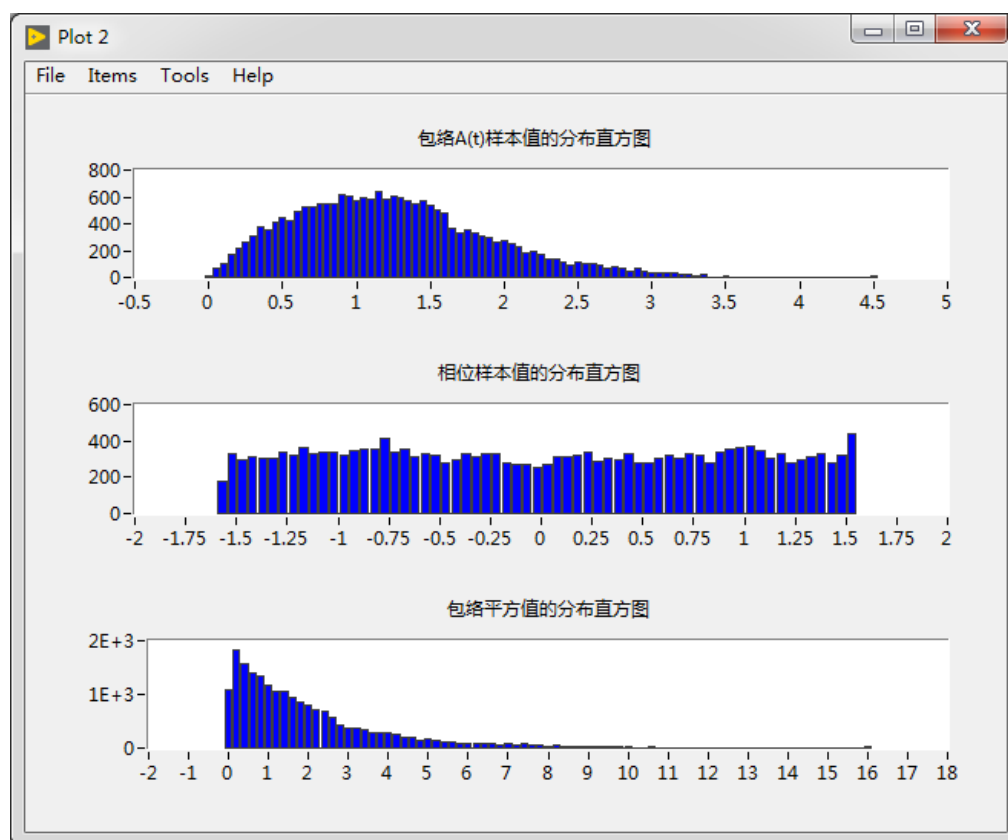 Plot 2
File Items Tools Help
包络A(t)样本值的分布直方图
800
600
400
200
0
-0.5 0 0.5 1 1.5 2 2.5 3 3.5 4 4.5 5
相位样本值的分布直方图
600
400
200
0
-2 -1.75 -1.5 -1.25 -1 -0.75 -0.5 -0.25 0 0.25 0.5 0.75 1 1.25 1.5 1.75 2
包络平方值的分布直方图
2E+3
1E+3
0
-2 -1 0 1 2 3 4 5 6 7 8 9 10 11 12 13 14 15 16 17 18